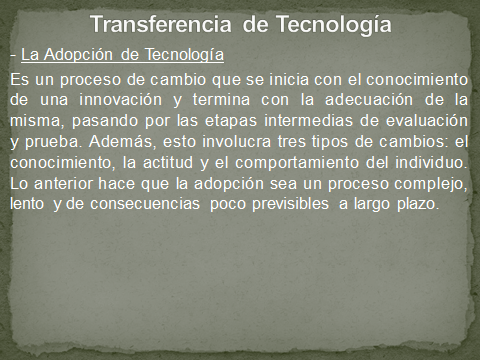 Transferencia de Tecnología
- La Adopción de Tecnología
Es un proceso de cambio que se inicia con el conocimiento
de una innovación y termina con la adecuación de la
misma, pasando por las etapas intermedias de evaluación
y prueba. Además, esto involucra tres tipos de cambios: el
conocimiento, la actitud y el comportamiento del individuo.
Lo anterior hace que la adopción sea un proceso complejo,
lento y de consecuencias poco previsibles a largo plazo.